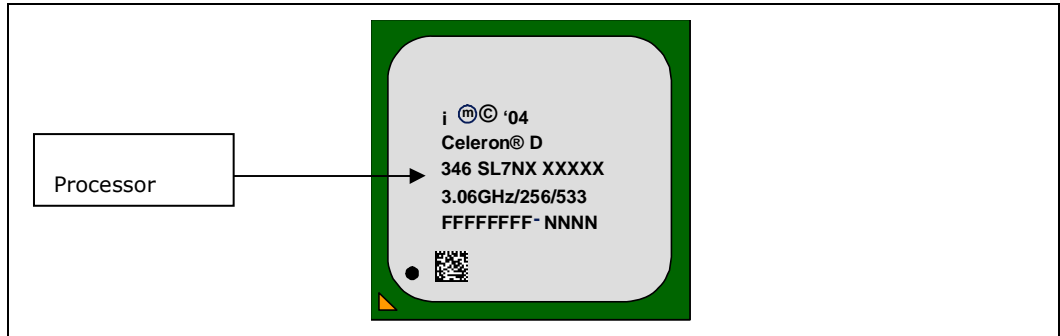 Processor
i ⓜ© ‘04
Celeron® D
346 SL7NX XXXXX
3.06GHz/256/533
FFFFFFFF- NNNN